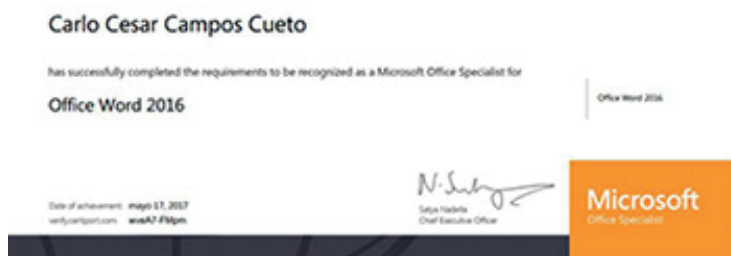 Carlo Cesar Campos Cueto
has successfully completed the requirements to be recognized as a Microsoft Office Specialist for
Office Word 2016
Office Word 2016
Date of achievement: mayo 17, 2017
verify.certiport.com
Satya Nadella
Chief Executive Officer
Microsoft
Office Specialist